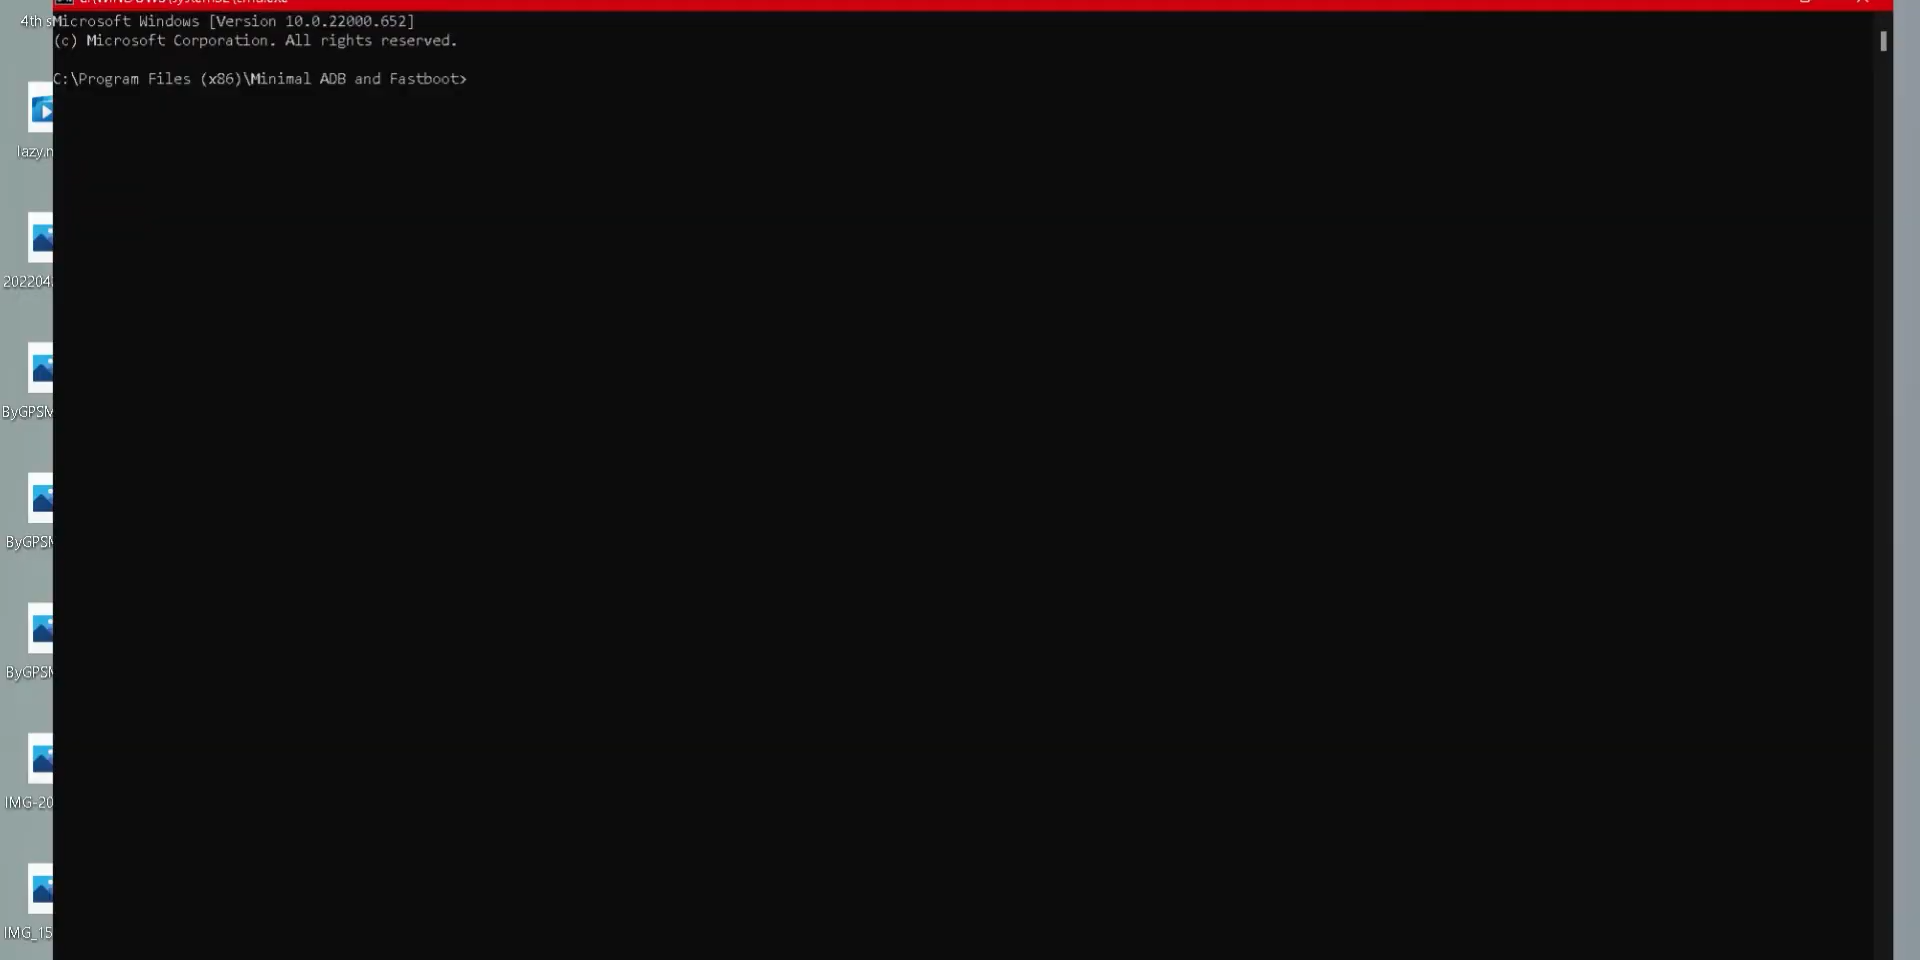 Microsoft Windows [Version 10.0.22000.652]
(c) Microsoft Corporation. All rights reserved.
C:\Program Files (x86)\Minimal ADB and Fastboot>
4th s
lazy.n
202204
ByGPSM
ByGPSM
ByGPSM
IMG-20
IMG_15